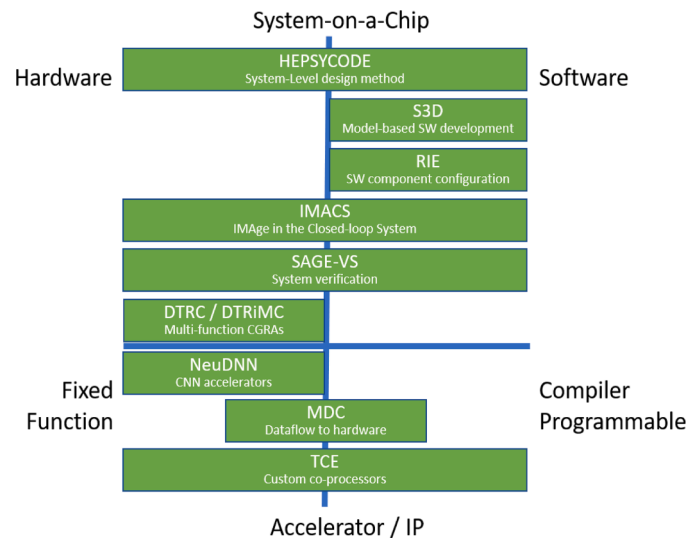 System-on-a-Chip
Hardware
Software
HEPSYCODE
System-Level design method
S3D
Model-based SW development
RIE
SW component configuration
IMACS
IMAge in the Closed-loop System
SAGE-VS
System verification
DTRC / DTRiMC
Multi-function CGRAs
NeuDNN
CNN accelerators
Fixed
Function
Compiler
Programmable
MDC
Dataflow to hardware
TCE
Custom co-processors
Accelerator / IP